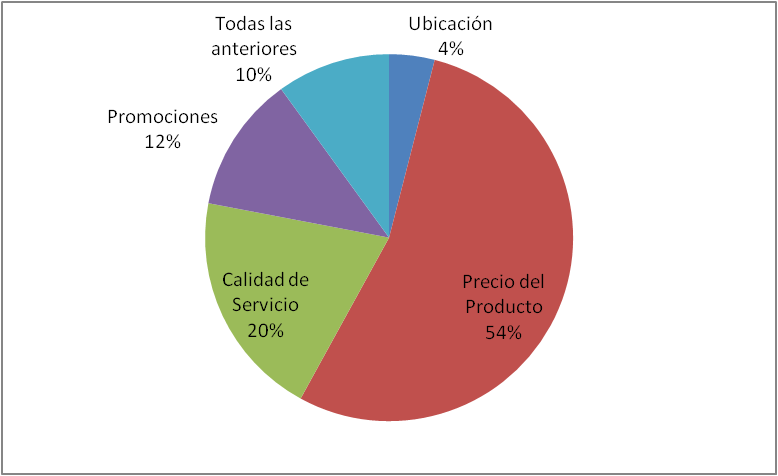 Ubicación
4%
Precio del
Producto
54%
Calidad de
Servicio
20%
Promociones
12%
Todas las
anteriores
10%